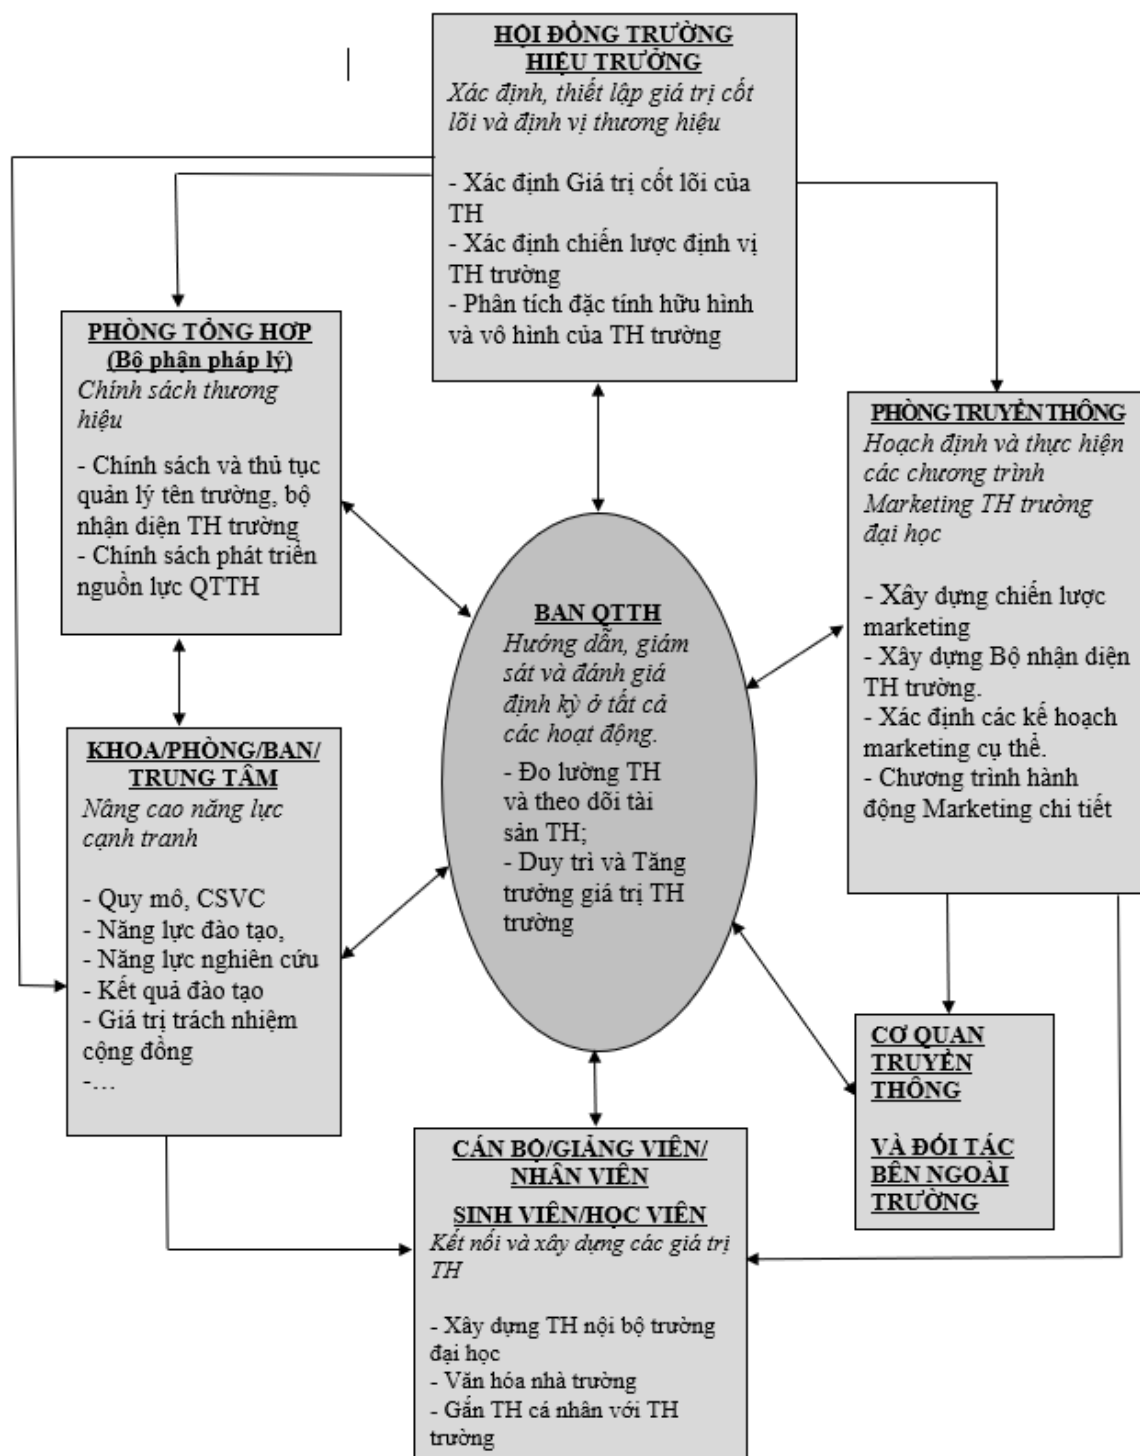 HỘI ĐỒNG TRƯỜNG
HIỆU TRƯỞNG
Xác định, thiết lập giá trị cốt
lõi và định vị thương hiệu
- Xác định Giá trị cốt lõi của
TH
- Xác định chiến lược định vị
TH trường
- Phân tích đặc tính hữu hình
và vô hình của TH trường
PHÒNG TỔNG HỢP
(Bộ phận pháp lý)
Chính sách thương
hiệu
- Chính sách và thủ tục
quản lý tên trường, bộ
nhận diện TH trường
- Chính sách phát triển
nguồn lực QTTH
PHÒNG TRUYỀN THÔNG
Hoạch định và thực hiện
các chương trình
Marketing TH trường
đại học
- Xây dựng chiến lược
marketing
- Xây dựng Bộ nhận diện
TH trường.
- Xác định các kế hoạch
marketing cụ thể.
- Chương trình hành
động Marketing chi tiết
BAN QTTH
Hướng dẫn, giám
sát và đánh giá
định kỳ ở tất cả
các hoạt động.
- Đo lường TH
và theo dõi tài
sản TH;
- Duy trì và Tăng
trưởng giá trị TH
trường
KHOA/PHÒNG/BAN/
TRUNG TÂM
Nâng cao năng lực
cạnh tranh
- Quy mô, CSVC
- Năng lực đào tạo,
- Năng lực nghiên cứu
- Kết quả đào tạo
- Giá trị trách nhiệm
cộng đồng
-…
CƠ QUAN
TRUYỀN
THÔNG
VÀ ĐỐI TÁC
BÊN NGOÀI
TRƯỜNG
CÁN BỘ/GIẢNG VIÊN/
NHÂN VIÊN
SINH VIÊN/HỌC VIÊN
Kết nối và xây dựng các giá trị
TH
- Xây dựng TH nội bộ trường
đại học
- Văn hóa nhà trường
- Gắn TH cá nhân với TH
trường